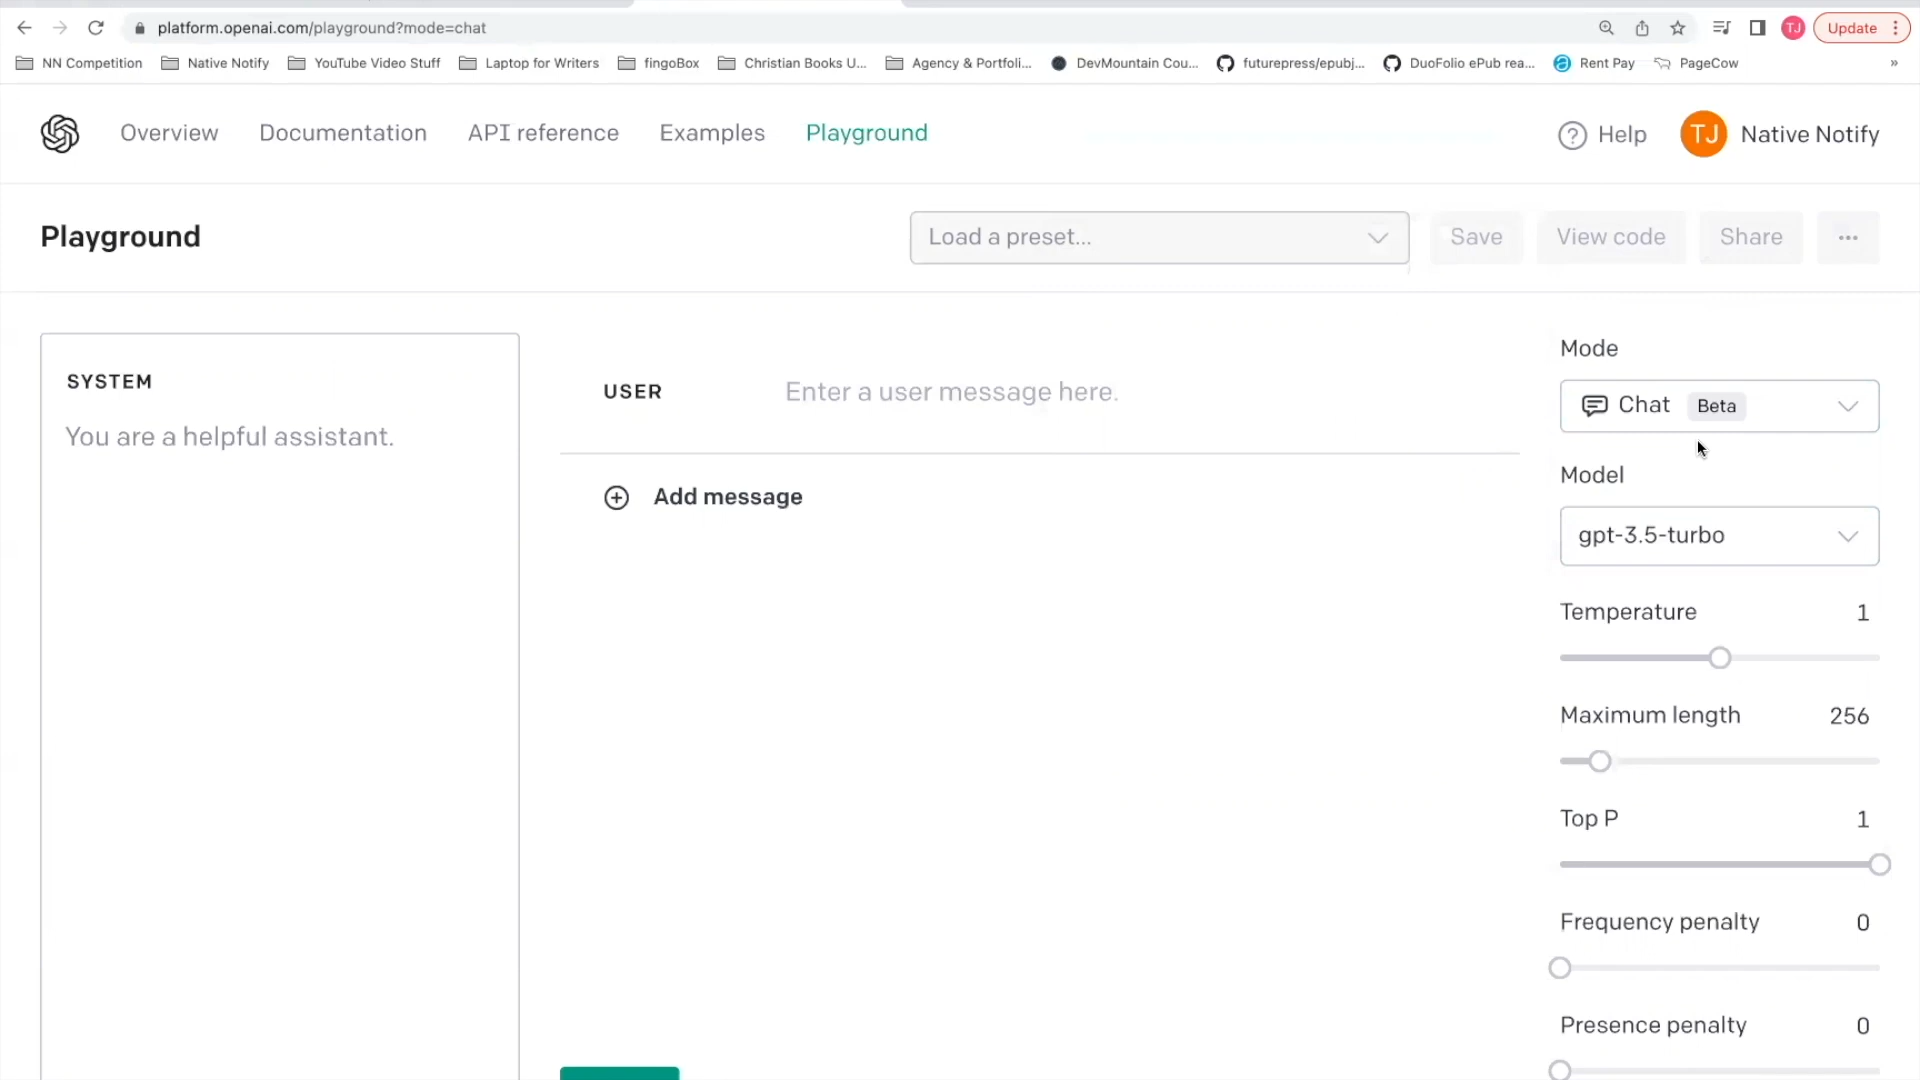 platform.openai.com/playground?mode=chat
TJ
Update
NN Competition
Native Notify
YouTube Video Stuff
Laptop for Writers
fingoBox
Christian Books U...
Agency & Portfoli...
DevMountain Cou...
futurepress/epubj...
DuoFolio ePub rea...
Rent Pay
PageCow
»
Overview
Documentation
API reference
Examples
Playground
Help
TJ
Native Notify
Playground
Load a preset...
Save
View code
Share
...
SYSTEM
You are a helpful assistant.
USER
Enter a user message here.
Add message
Mode
Chat Beta
Model
gpt-3.5-turbo
Temperature 1
Maximum length 256
Top P 1
Frequency penalty 0
Presence penalty 0